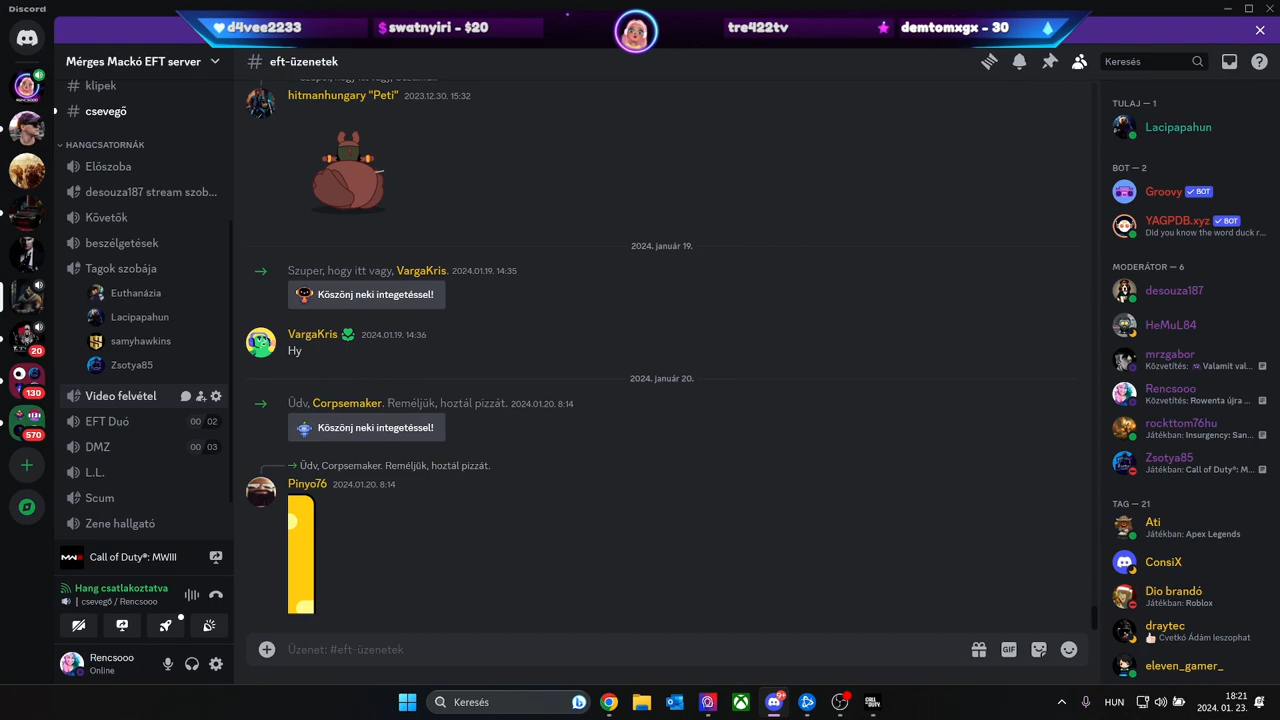 Discord
d4vee2233
swatnyiri - $20
tre422tv
demtomxgx - 30
Mérges Mackó EFT server
klipek
csevegő
HANGCSATORNÁK
Előszoba
desouza187 stream szob...
Követők
beszélgetések
Tagok szobája
Euthanázia
Lacipapahun
samyhawkins
Zsotya85
Video felvétel
EFT Duó 00 02
DMZ 00 03
L.L.
Scum
Zene hallgató
Call of Duty®: MWIII
Hang csatlakoztatva
csevegő / Rencsooo
Rencsooo
Online
20
130
570
# eft-üzenetek
hitmanhungary "Peti" 2023.12.30. 15:32
2024. január 19.
Szuper, hogy itt vagy, VargaKris. 2024.01.19. 14:35
Köszönj neki integetéssel!
VargaKris 2024.01.19. 14:36
Hy
2024. január 20.
Üdv, Corpsemaker. Reméljük, hoztál pizzát. 2024.01.20. 8:14
Köszönj neki integetéssel!
Üdv, Corpsemaker. Reméljük, hoztál pizzát.
Pinyo76 2024.01.20. 8:14
Üzenet: #eft-üzenetek
GIF
Keresés
TULAJ — 1
Lacipapahun
BOT — 2
Groovy BOT
YAGPDB.xyz BOT
Did you know the word duck r...
MODERÁTOR — 6
desouza187
HeMuL84
mrzgabor
Közvetítés: Valamit val...
Rencsooo
Közvetítés: Rowenta újra ...
rockttom76hu
Játékban: Insurgency: San...
Zsotya85
Játékban: Call of Duty®: M...
TAG — 21
Ati
Játékban: Apex Legends
ConsiX
Dio brandó
Játékban: Roblox
draytec
Cvetkó Ádám leszophat
eleven_gamer_
Keresés
9+
HUN
18:21
2024. 01. 23.